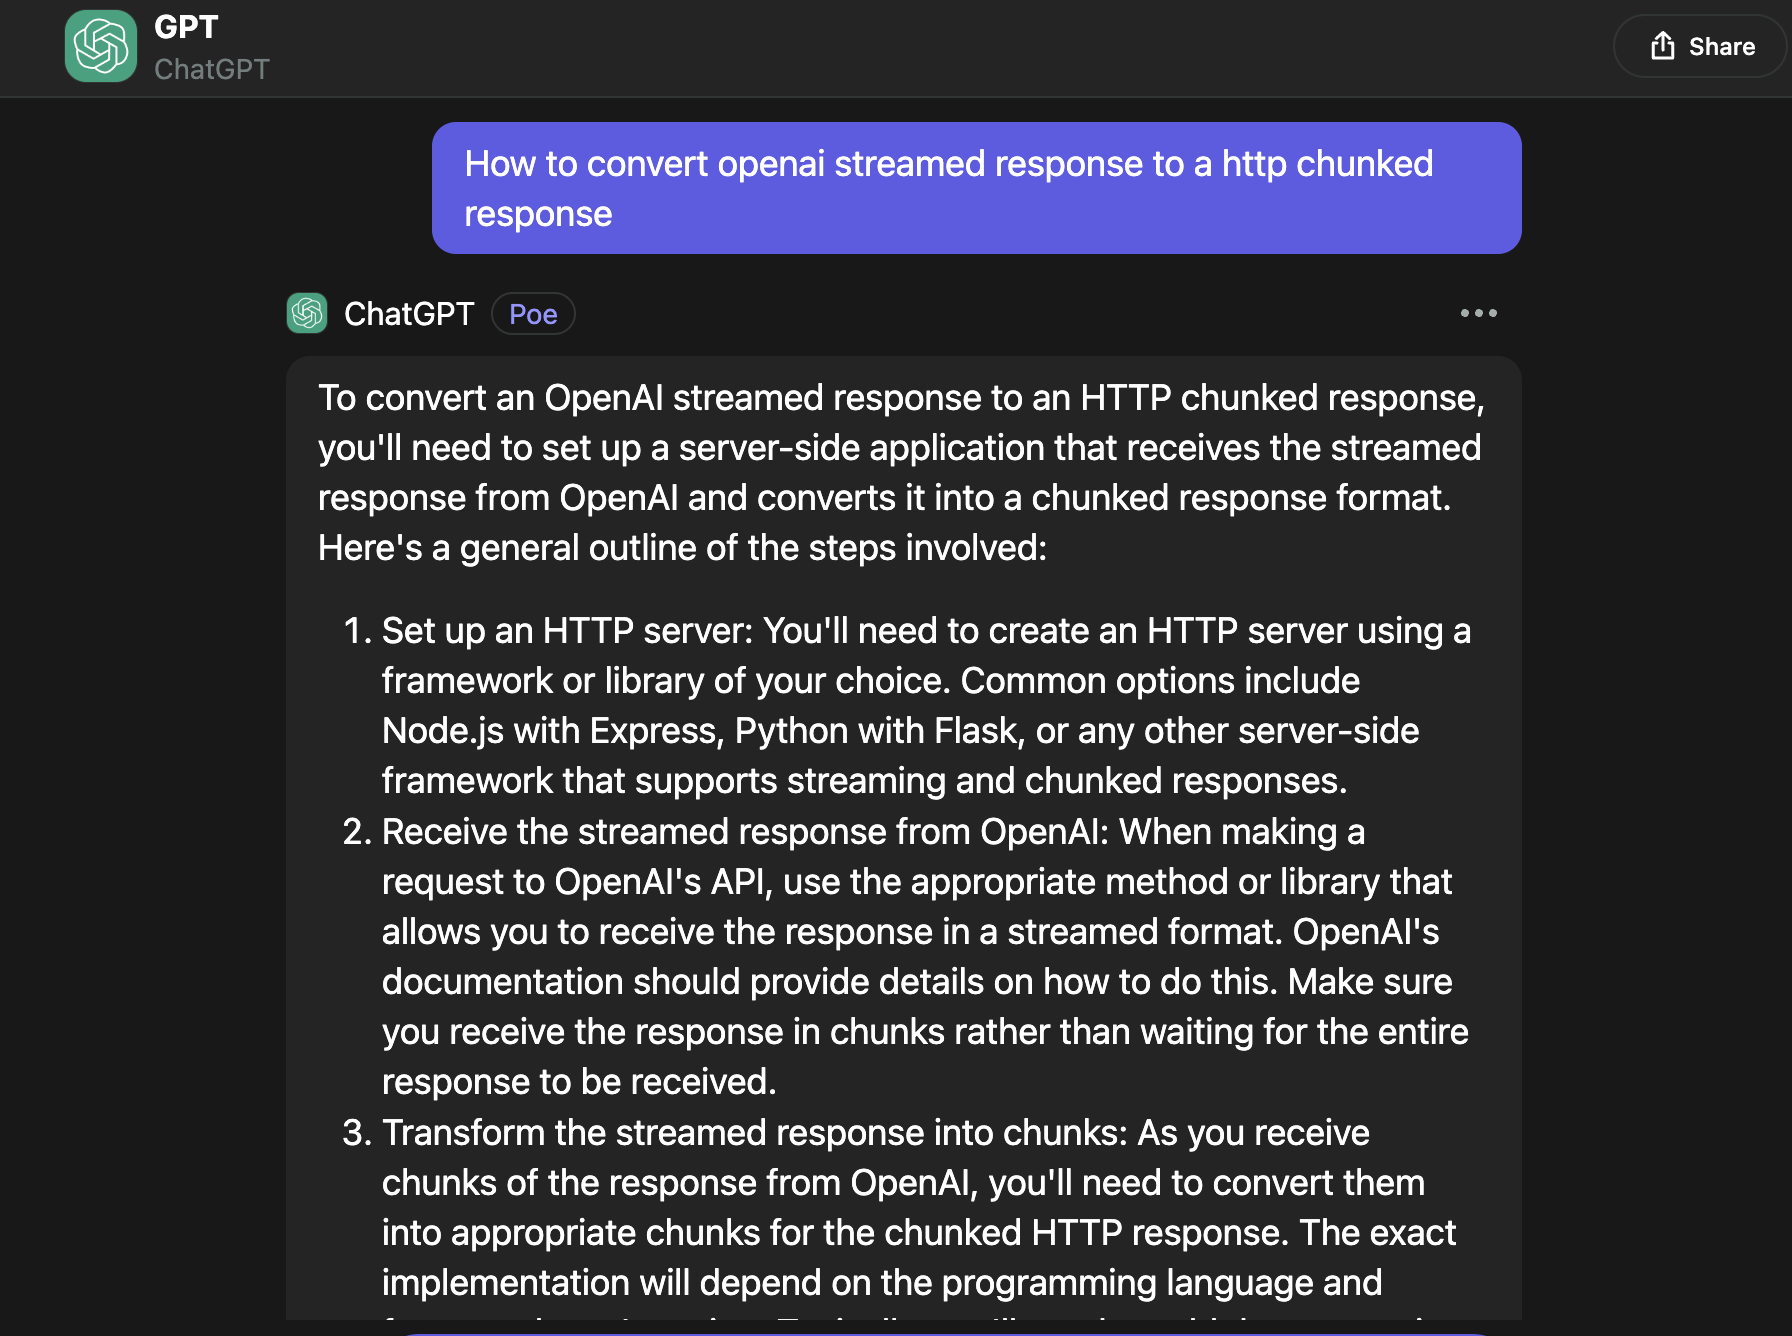 GPT
ChatGPT
Share
How to convert openai streamed response to a http chunked
response
ChatGPT Poe
To convert an OpenAI streamed response to an HTTP chunked response,
you'll need to set up a server-side application that receives the streamed
response from OpenAI and converts it into a chunked response format.
Here's a general outline of the steps involved:
1. Set up an HTTP server: You'll need to create an HTTP server using a
framework or library of your choice. Common options include
Node.js with Express, Python with Flask, or any other server-side
framework that supports streaming and chunked responses.
2. Receive the streamed response from OpenAI: When making a
request to OpenAI's API, use the appropriate method or library that
allows you to receive the response in a streamed format. OpenAI's
documentation should provide details on how to do this. Make sure
you receive the response in chunks rather than waiting for the entire
response to be received.
3. Transform the streamed response into chunks: As you receive
chunks of the response from OpenAI, you'll need to convert them
into appropriate chunks for the chunked HTTP response. The exact
implementation will depend on the programming language and